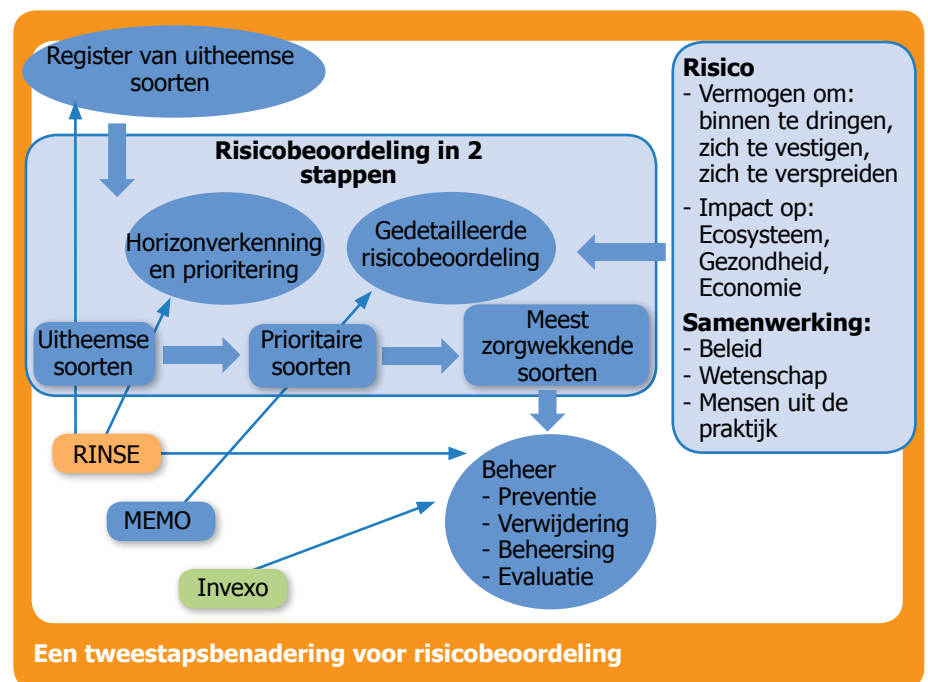 Register van uitheemse
soorten
Risicobeoordeling in 2
stappen
Horizonverkenning
en prioritering
Gedetailleerde
risicobeoordeling
Uitheemse
soorten
Prioritaire
soorten
Meest
zorgwekkende
soorten
RINSE
MEMO
Invexo
Beheer
- Preventie
- Verwijdering
- Beheersing
- Evaluatie
Risico
- Vermogen om:
binnen te dringen,
zich te vestigen,
zich te verspreiden
- Impact op:
Ecosysteem,
Gezondheid,
Economie
Samenwerking:
- Beleid
- Wetenschap
- Mensen uit de
praktijk
Een tweestapsbenadering voor risicobeoordeling